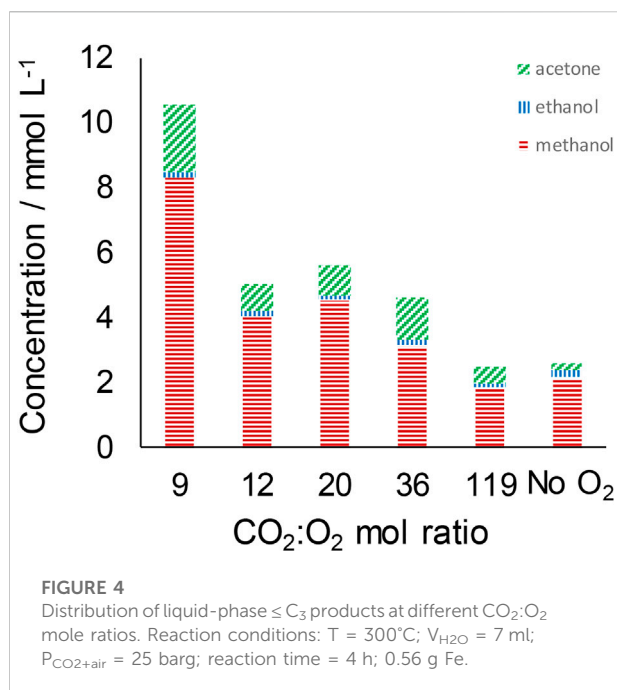 12
10
8
6
4
2
0
Concentration / mmol L⁻¹
acetone
ethanol
methanol
9 12 20 36 119 No O₂
CO₂:O₂ mol ratio
FIGURE 4
Distribution of liquid-phase ≤ C₃ products at different CO₂:O₂
mole ratios. Reaction conditions: T = 300°C; V_H2O = 7 ml;
P_CO2+air = 25 barg; reaction time = 4 h; 0.56 g Fe.